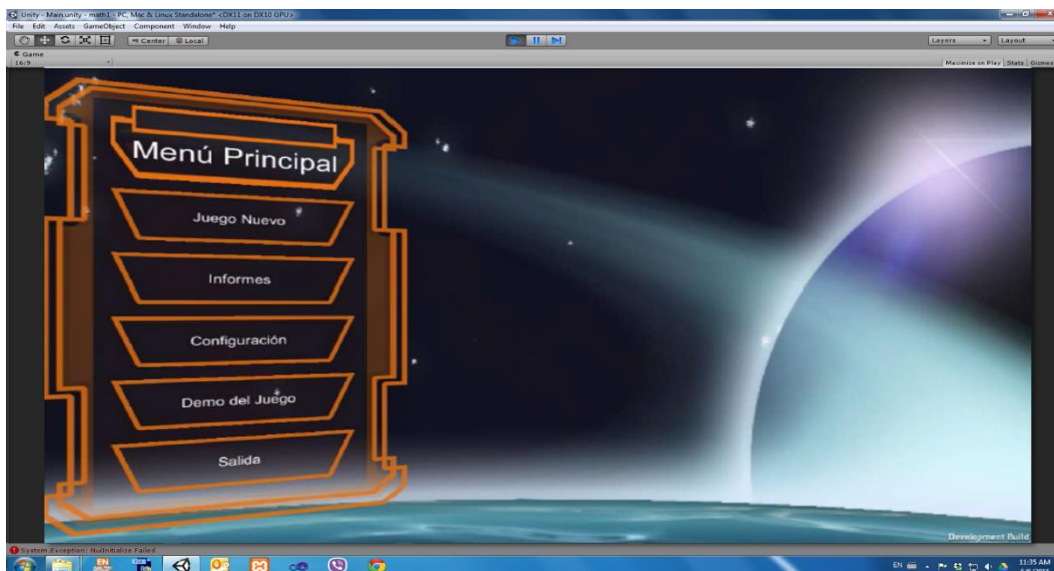 Unity - Main.unity - math1 - PC, Mac & Linux Standalone* <DX11 on DX10 GPU>
File Edit Assets GameObject Component Window Help
Center Local
Layers Layout
Game
16:9
Maximize on Play Stats Gizmos
Menú Principal
Juego Nuevo
Informes
Configuración
Demo del Juego
Salida
Development Build
System.Exception: NuiInitialize Failed
EN
EN
11:35 AM